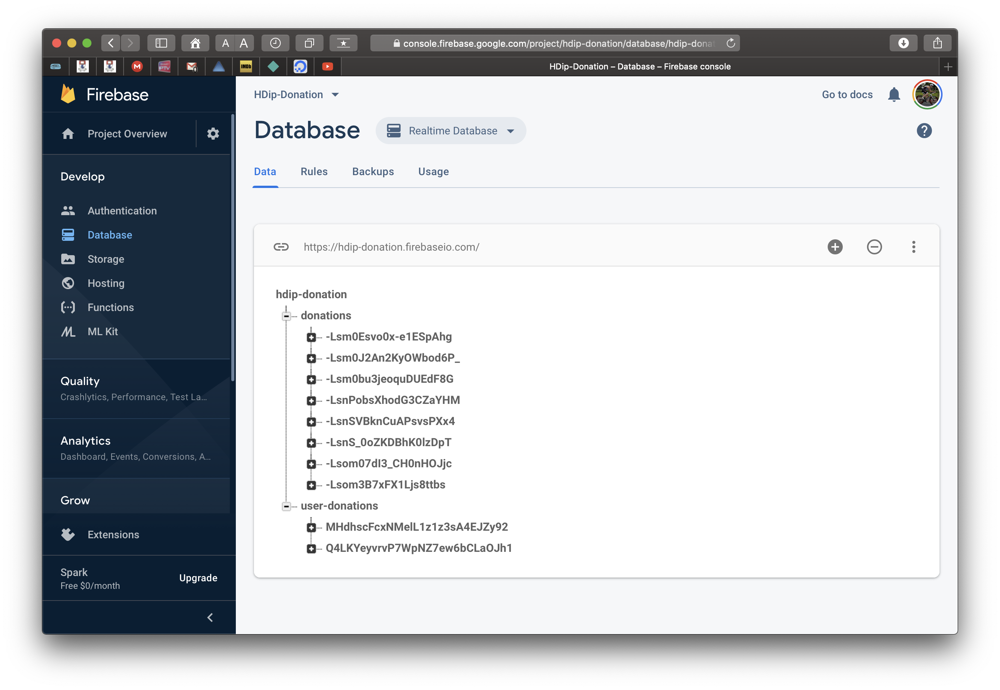 A A
console.firebase.google.com/project/hdip-donation/database/hdip-donat
M
PTV
0
IMDb
HDip-Donation – Database – Firebase console
Firebase
HDip-Donation
Go to docs
Project Overview
Database
Realtime Database
?
Develop
Data
Rules
Backups
Usage
Authentication
Database
Storage
Hosting
Functions
ML Kit
https://hdip-donation.firebaseio.com/
hdip-donation
donations
-Lsm0Esvo0x-e1ESpAhg
-Lsm0J2An2KyOWbod6P_
-Lsm0bu3jeoquDUEdF8G
-LsnPobsXhodG3CZaYHM
-LsnSVBknCuAPsvsPXx4
-LsnS_0oZKDBhK0lzDpT
-Lsom07dI3_CH0nHOJjc
-Lsom3B7xFX1Ljs8ttbs
user-donations
MHdhscFcxNMelL1z1z3sA4EJZy92
Q4LKYeyvrvP7WpNZ7ew6bCLaOJh1
Quality
Crashlytics, Performance, Test La...
Analytics
Dashboard, Events, Conversions, A...
Grow
Extensions
Spark
Free $0/month
Upgrade